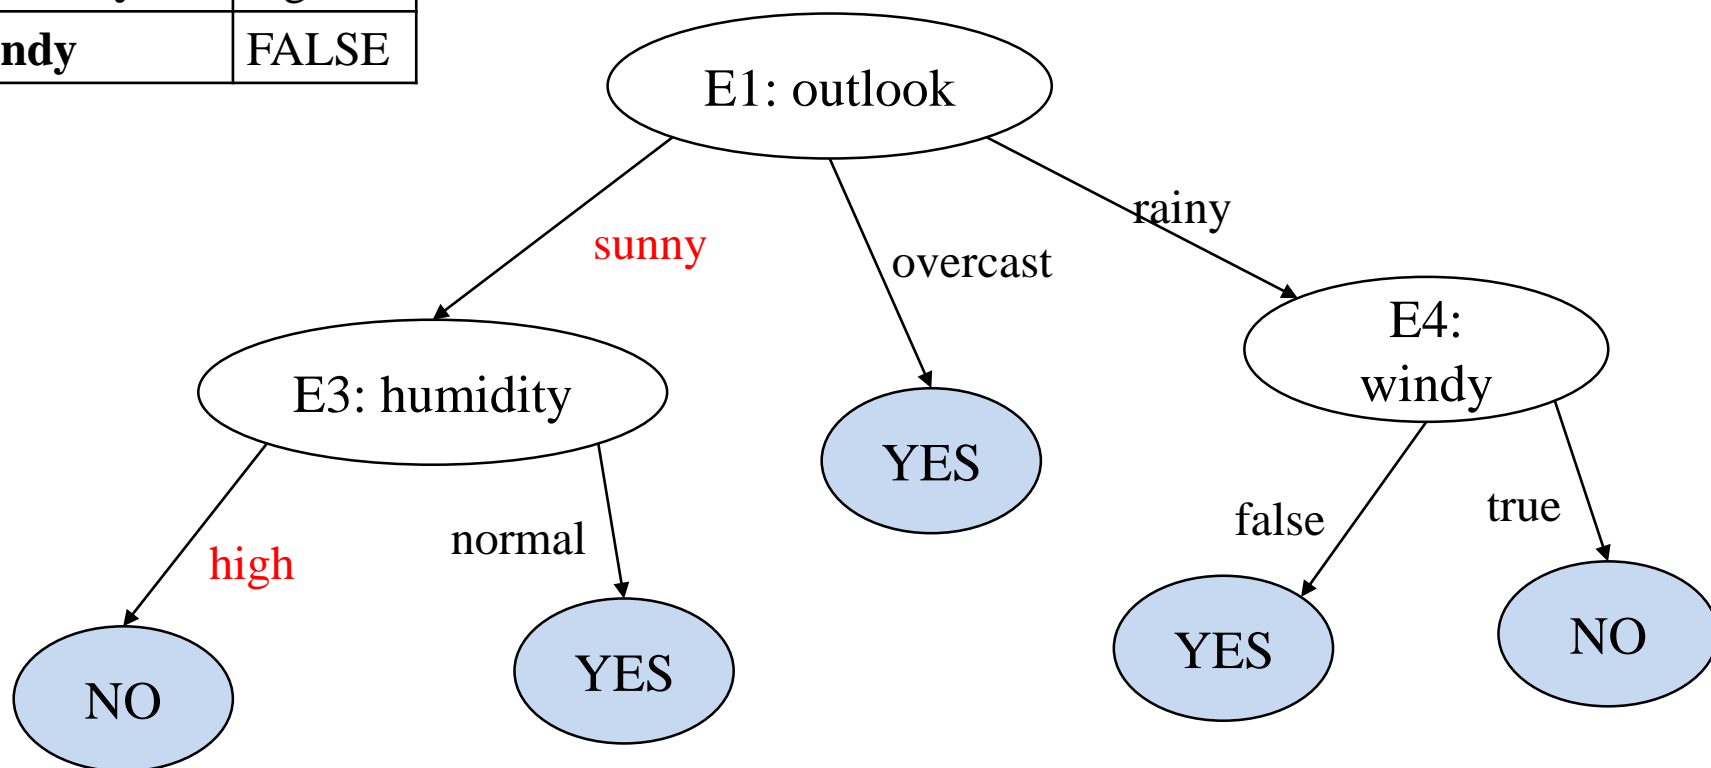 ndy FALSE
E1: outlook
rainy
sunny
overcast
E4:
windy
E3: humidity
YES
false
true
normal
high
NO
YES
YES
NO